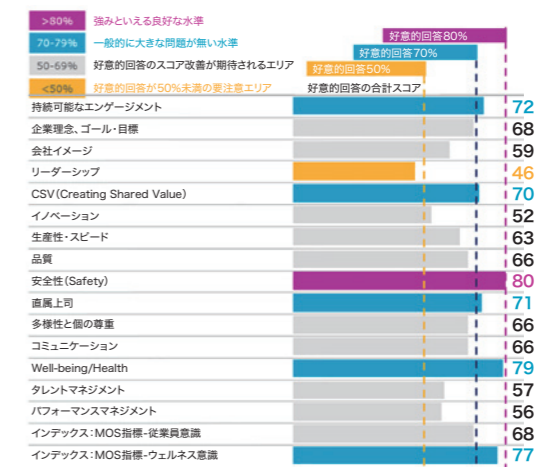 >80% 強みといえる良好な水準
好意的回答80%
70-79% 一般的に大きな問題が無い水準
好意的回答70%
50-69% 好意的回答のスコア改善が期待されるエリア
好意的回答50%
<50% 好意的回答が50%未満の要注意エリア
好意的回答の合計スコア
持続可能なエンゲージメント 72
企業理念、ゴール・目標 68
会社イメージ 59
リーダーシップ 46
CSV(Creating Shared Value) 70
イノベーション 52
生産性・スピード 63
品質 66
安全性(Safety) 80
直属上司 71
多様性と個の尊重 66
コミュニケーション 66
Well-being/Health 79
タレントマネジメント 57
パフォーマンスマネジメント 56
インデックス:MOS指標-従業員意識 68
インデックス:MOS指標-ウェルネス意識 77